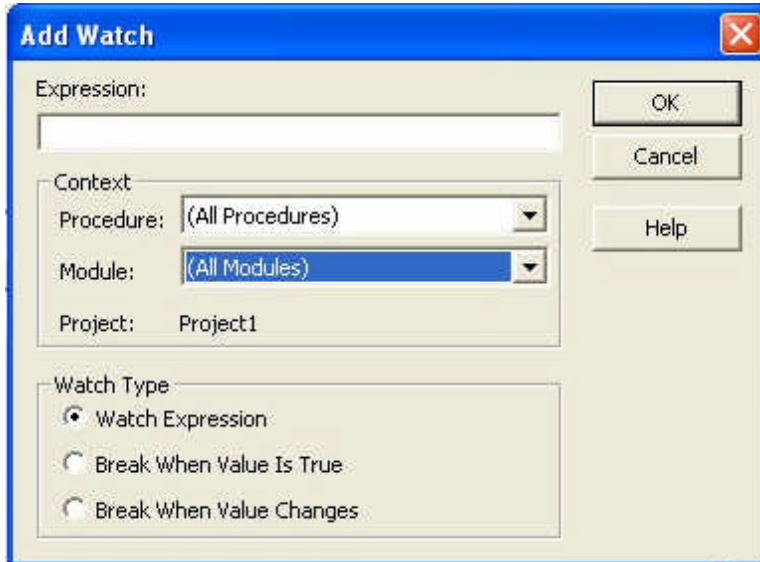 Add Watch
Expression:
OK
Cancel
Context
Procedure: (All Procedures)
Help
Module: (All Modules)
Project: Project1
Watch Type
Watch Expression
Break When Value Is True
Break When Value Changes